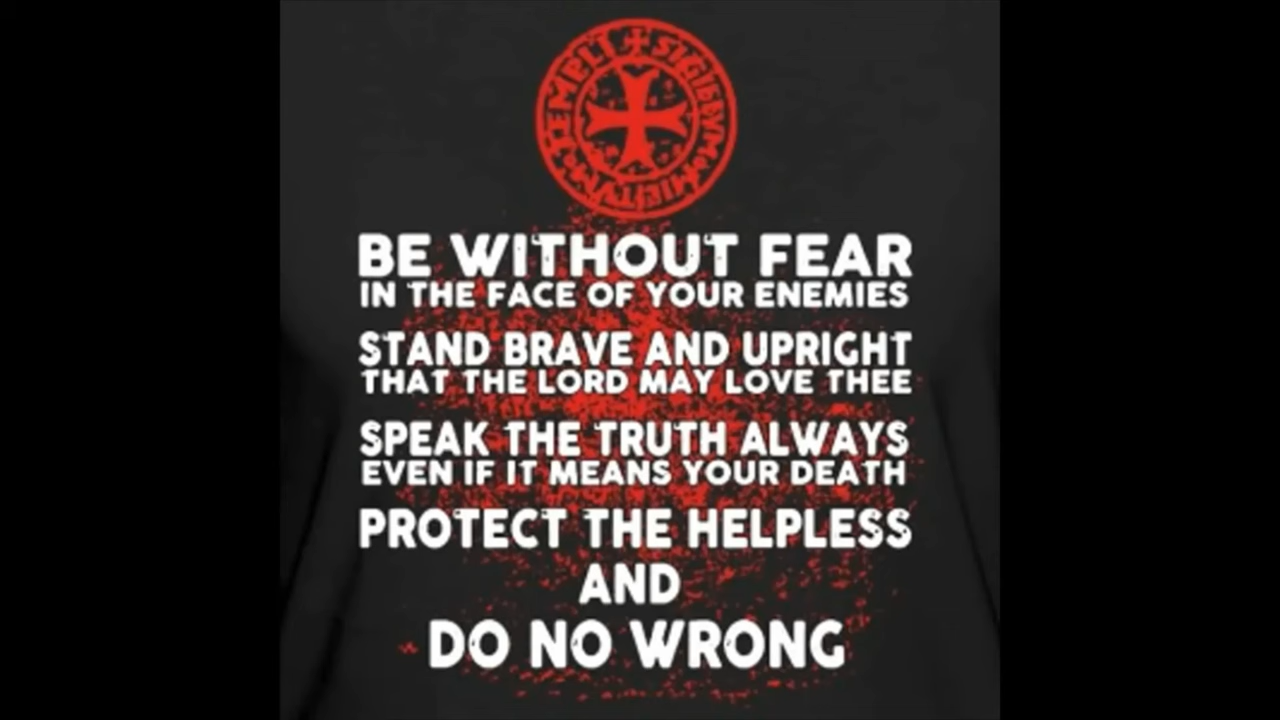 TEMPLI
BE WITHOUT FEAR
IN THE FACE OF YOUR ENEMIES
STAND BRAVE AND UPRIGHT
THAT THE LORD MAY LOVE THEE
SPEAK THE TRUTH ALWAYS
EVEN IF IT MEANS YOUR DEATH
PROTECT THE HELPLESS
AND
DO NO WRONG